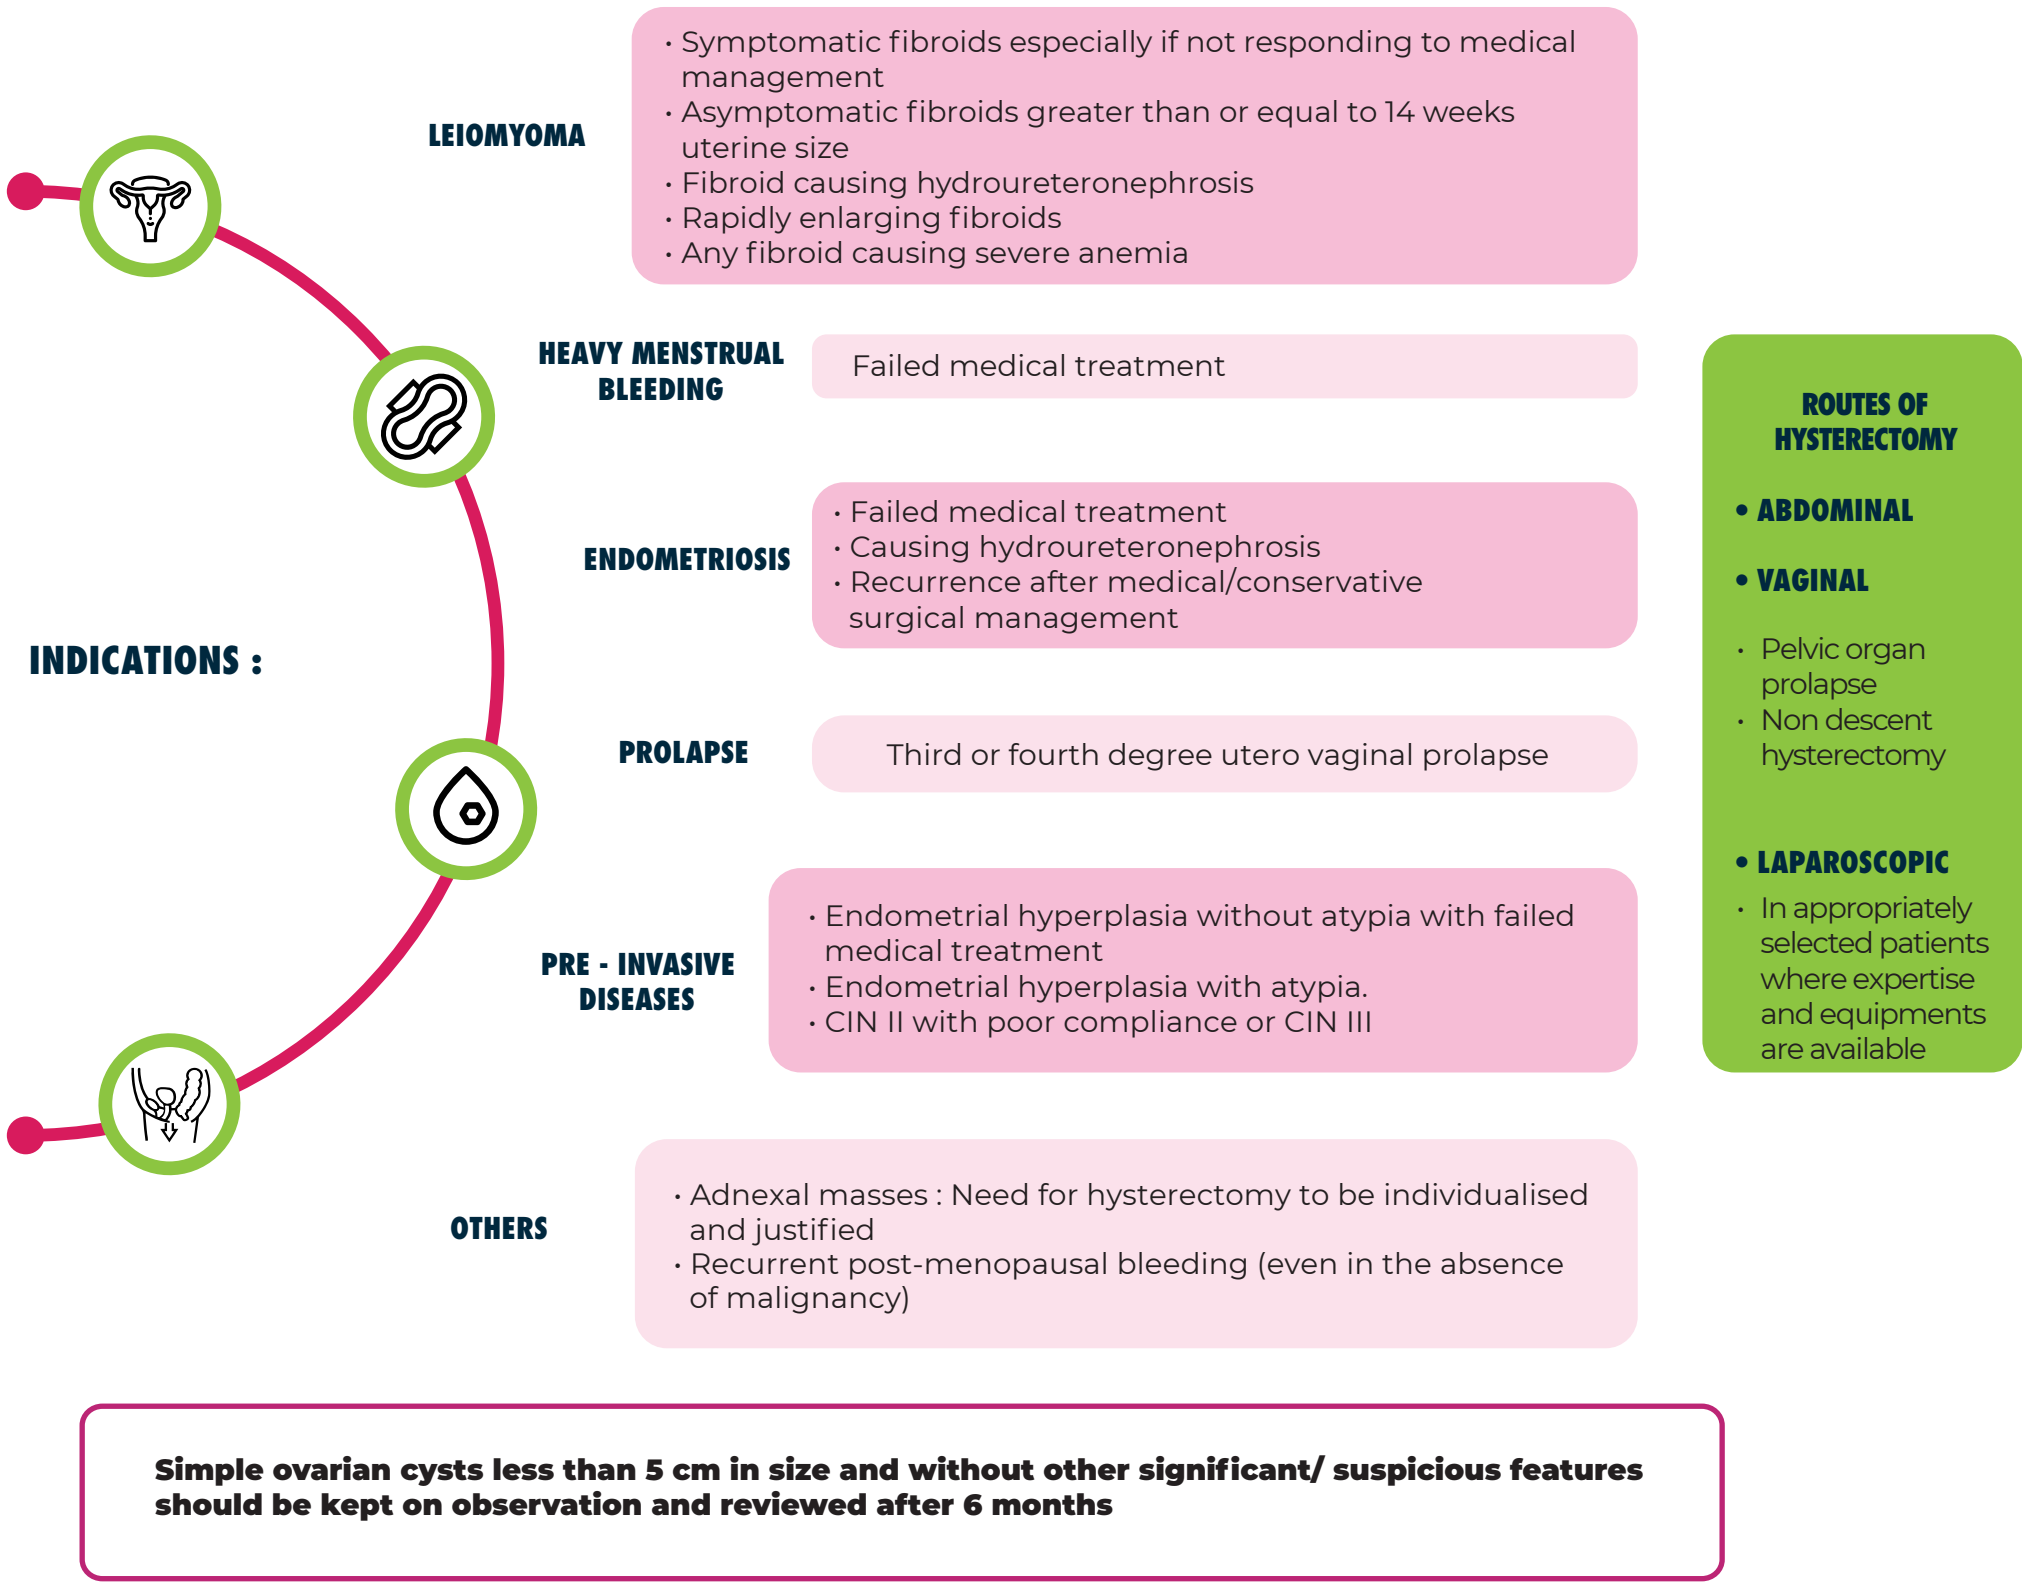 INDICATIONS :
LEIOMYOMA
• Symptomatic fibroids especially if not responding to medical
management
• Asymptomatic fibroids greater than or equal to 14 weeks
uterine size
• Fibroid causing hydroureteronephrosis
• Rapidly enlarging fibroids
• Any fibroid causing severe anemia
HEAVY MENSTRUAL
BLEEDING
Failed medical treatment
ENDOMETRIOSIS
• Failed medical treatment
• Causing hydroureteronephrosis
• Recurrence after medical/conservative
surgical management
PROLAPSE
Third or fourth degree utero vaginal prolapse
PRE - INVASIVE
DISEASES
• Endometrial hyperplasia without atypia with failed
medical treatment
• Endometrial hyperplasia with atypia.
• CIN II with poor compliance or CIN III
OTHERS
• Adnexal masses : Need for hysterectomy to be individualised
and justified
• Recurrent post-menopausal bleeding (even in the absence
of malignancy)
ROUTES OF
HYSTERECTOMY
• ABDOMINAL
• VAGINAL
• Pelvic organ
prolapse
• Non descent
hysterectomy
• LAPAROSCOPIC
• In appropriately
selected patients
where expertise
and equipments
are available
Simple ovarian cysts less than 5 cm in size and without other significant/ suspicious features
should be kept on observation and reviewed after 6 months